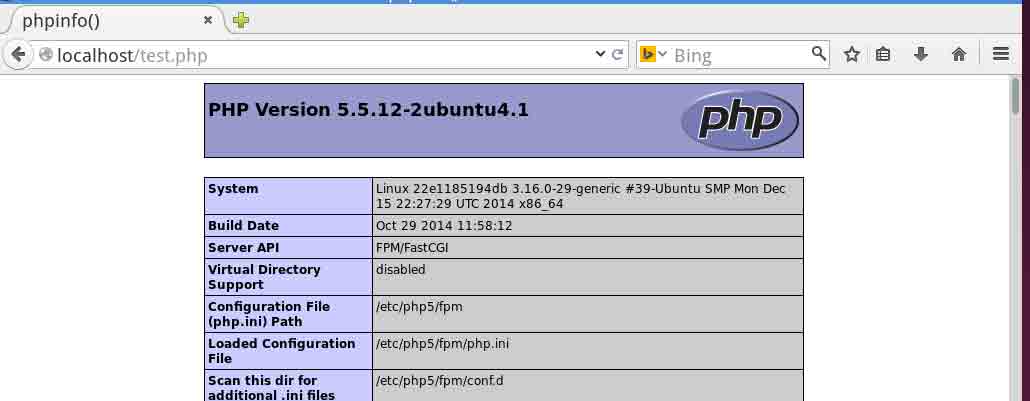 phpinfo()
localhost/test.php
Bing
PHP Version 5.5.12-2ubuntu4.1
php
System
Linux 22e1185194db 3.16.0-29-generic #39-Ubuntu SMP Mon Dec
15 22:27:29 UTC 2014 x86_64
Build Date
Oct 29 2014 11:58:12
Server API
FPM/FastCGI
Virtual Directory
Support
disabled
Configuration File
(php.ini) Path
/etc/php5/fpm
Loaded Configuration
File
/etc/php5/fpm/php.ini
Scan this dir for
additional .ini files
/etc/php5/fpm/conf.d